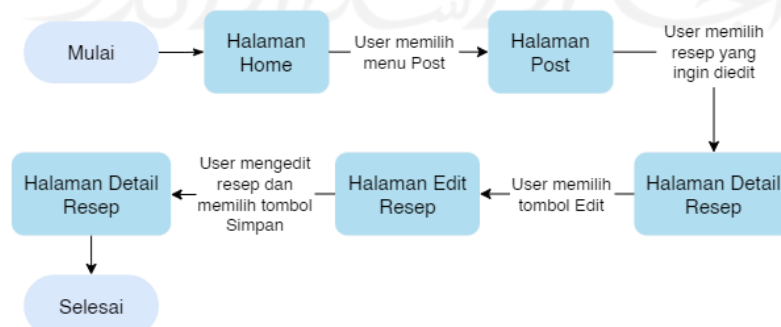 Mulai
Halaman
Home
User memilih
menu Post
Halaman
Post
User memilih
resep yang
ingin diedit
Halaman Detail
Resep
User memilih
tombol Edit
Halaman Edit
Resep
User mengedit
resep dan
memilih tombol
Simpan
Halaman Detail
Resep
Selesai